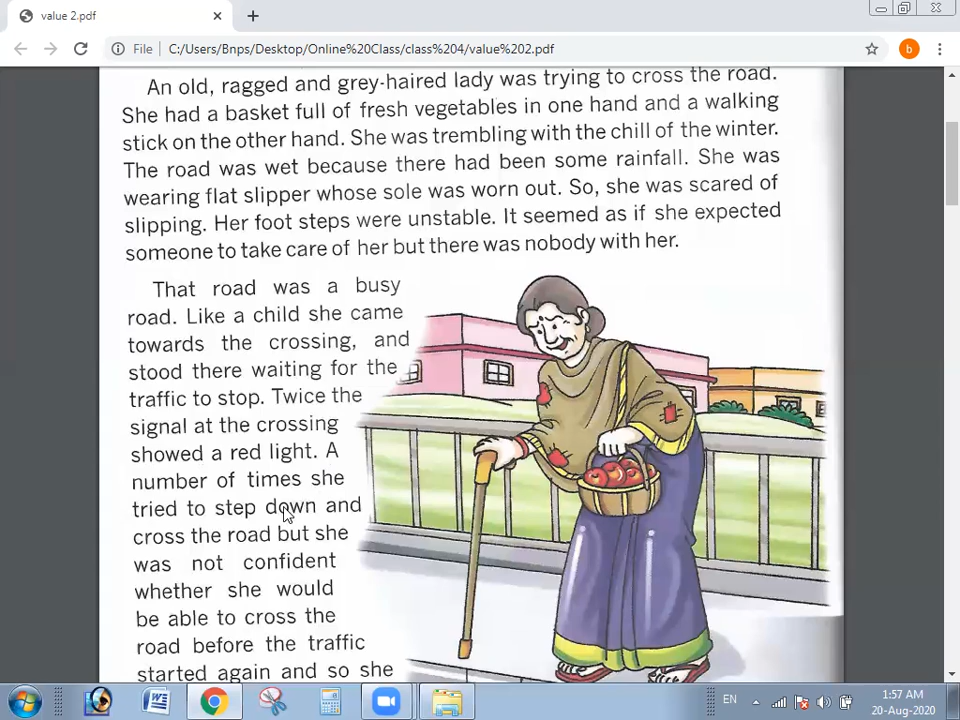 value 2.pdf
File
C:/Users/Bnps/Desktop/Online%20Class/class%204/value%202.pdf
b
An old, ragged and grey-haired lady was trying to cross the road.
She had a basket full of fresh vegetables in one hand and a walking
stick on the other hand. She was trembling with the chill of the winter.
The road was wet because there had been some rainfall. She was
wearing flat slipper whose sole was worn out. So, she was scared of
slipping. Her foot steps were unstable. It seemed as if she expected
someone to take care of her but there was nobody with her.
That road was a busy
road. Like a child she came
towards the crossing, and
stood there waiting for the
traffic to stop. Twice the
signal at the crossing
showed a red light. A
number of times she
tried to step down and
cross the road but she
was not confident
whether she would
be able to cross the
road before the traffic
started again and so she
EN
1:57 AM
20-Aug-2020